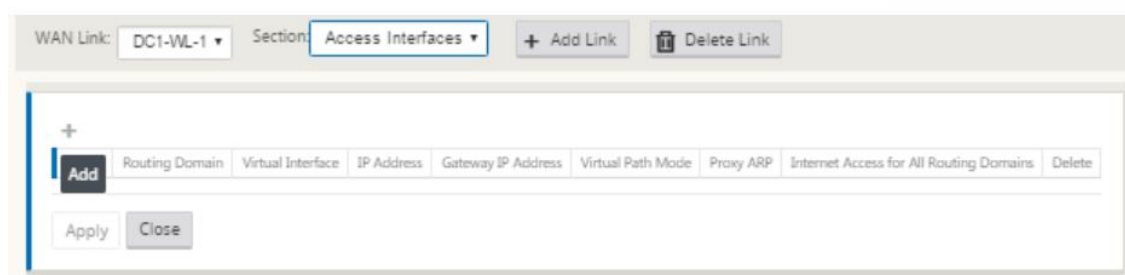 WAN Link: DC1-WL-1 Section: Access Interfaces + Add Link Delete Link
+
Add Routing Domain Virtual Interface IP Address Gateway IP Address Virtual Path Mode Proxy ARP Internet Access for All Routing Domains Delete
Apply Close